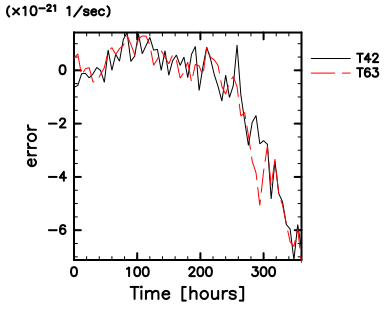 (×10−21 1/sec)
T42
T63
0
−2
−4
−6
error
0 100 200 300
Time [hours]